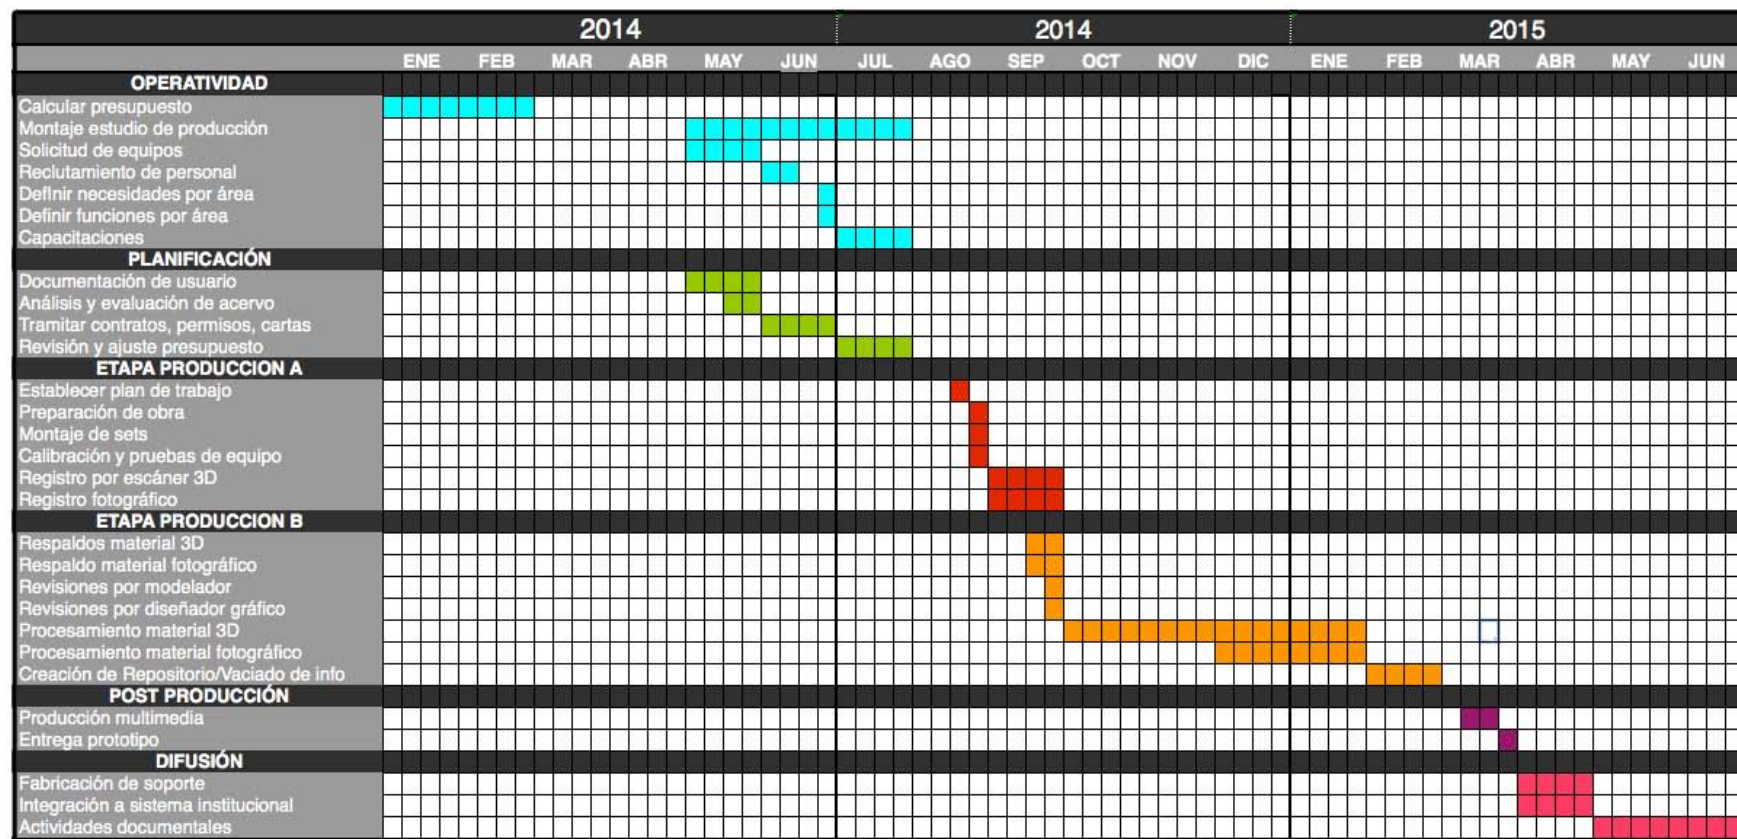 2014 2014 2015
ENE FEB MAR ABR MAY JUN JUL AGO SEP OCT NOV DIC ENE FEB MAR ABR MAY JUN
OPERATIVIDAD
Calcular presupuesto
Montaje estudio de producción
Solicitud de equipos
Reclutamiento de personal
Definir necesidades por área
Definir funciones por área
Capacitaciones
PLANIFICACIÓN
Documentación de usuario
Análisis y evaluación de acervo
Tramitar contratos, permisos, cartas
Revisión y ajuste presupuesto
ETAPA PRODUCCION A
Establecer plan de trabajo
Preparación de obra
Montaje de sets
Calibración y pruebas de equipo
Registro por escáner 3D
Registro fotográfico
ETAPA PRODUCCION B
Respaldos material 3D
Respaldo material fotográfico
Revisiones por modelador
Revisiones por diseñador gráfico
Procesamiento material 3D
Procesamiento material fotográfico
Creación de Repositorio/Vaciado de info
POST PRODUCCIÓN
Producción multimedia
Entrega prototipo
DIFUSIÓN
Fabricación de soporte
Integración a sistema institucional
Actividades documentales